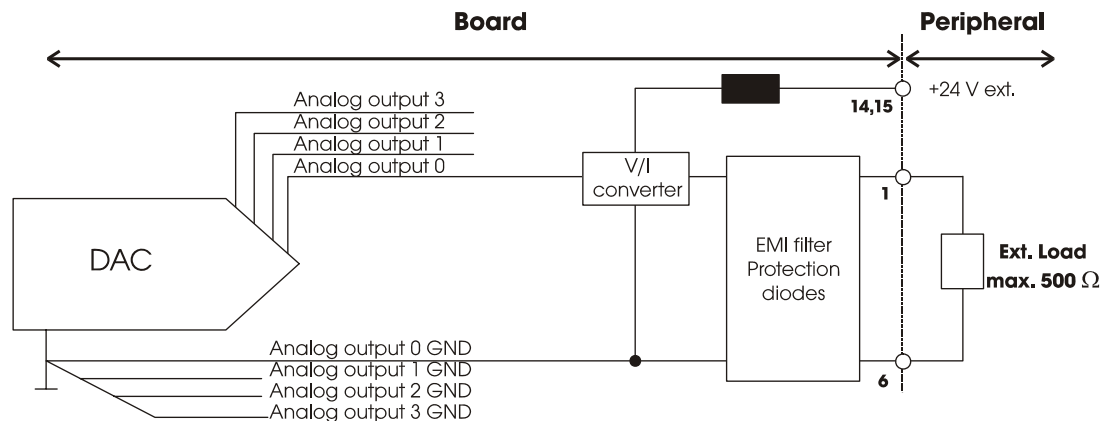 Board
Peripheral
Analog output 3
Analog output 2
Analog output 1
Analog output 0
14,15
+24 V ext.
V/I
converter
1
DAC
EMI filter
Protection
diodes
Ext. Load
max. 500 Ω
Analog output 0 GND
Analog output 1 GND
Analog output 2 GND
Analog output 3 GND
6